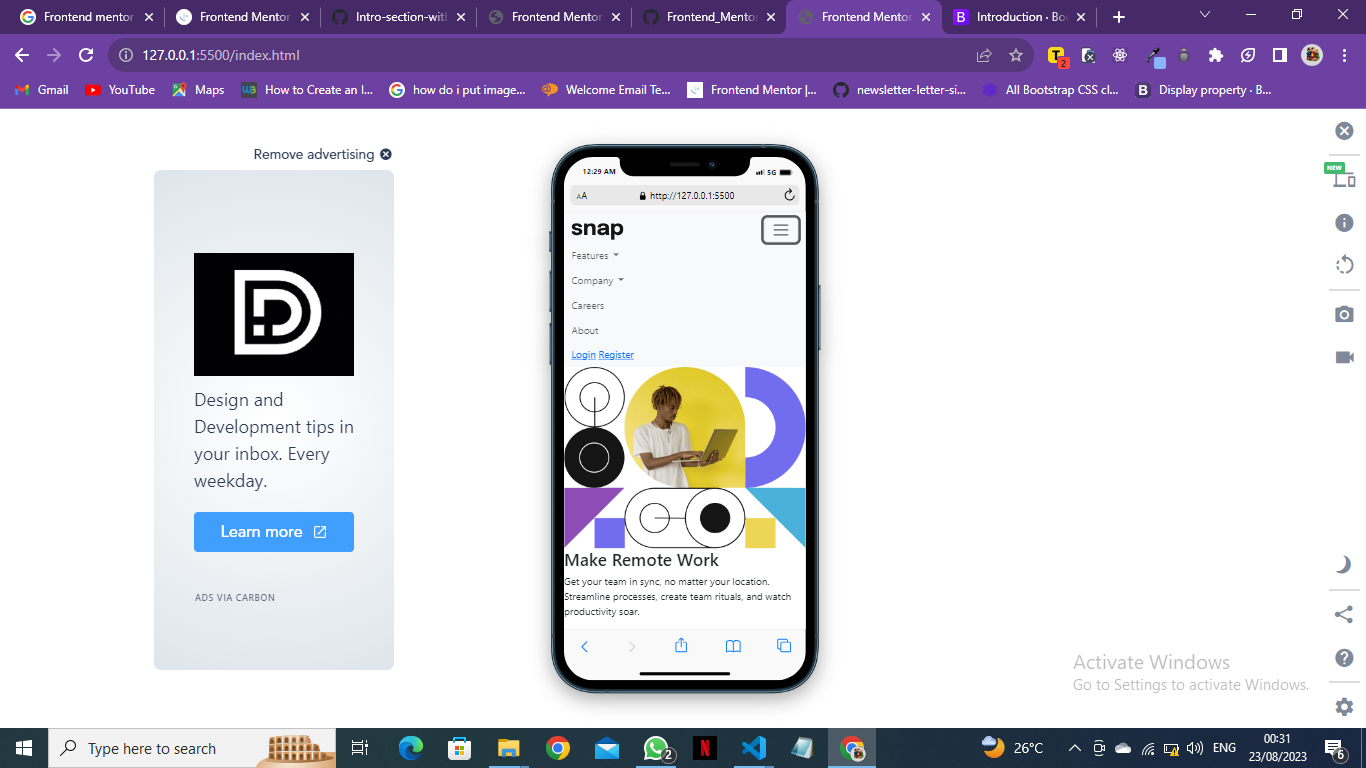 Frontend mentor
Frontend Mentor
Intro-section-with
Frontend Mentor
Frontend_Mentor
Frontend Mentor
Introduction · Boo
127.0.0.1:5500/index.html
2
Gmail
YouTube
Maps
How to Create an I...
how do i put image...
Welcome Email Te...
Frontend Mentor |...
newsletter-letter-si...
All Bootstrap CSS cl...
Display property · B...
Remove advertising
NEW
Design and
Development tips in
your inbox. Every
weekday.
Learn more
ADS VIA CARBON
12:29 AM
5G
AA
http://127.0.0.1:5500
snap
Features
Company
Careers
About
Login Register
Make Remote Work
Get your team in sync, no matter your location.
Streamline processes, create team rituals, and watch
productivity soar.
Activate Windows
Go to Settings to activate Windows.
Type here to search
2
26°C
ENG
00:31
23/08/2023
6